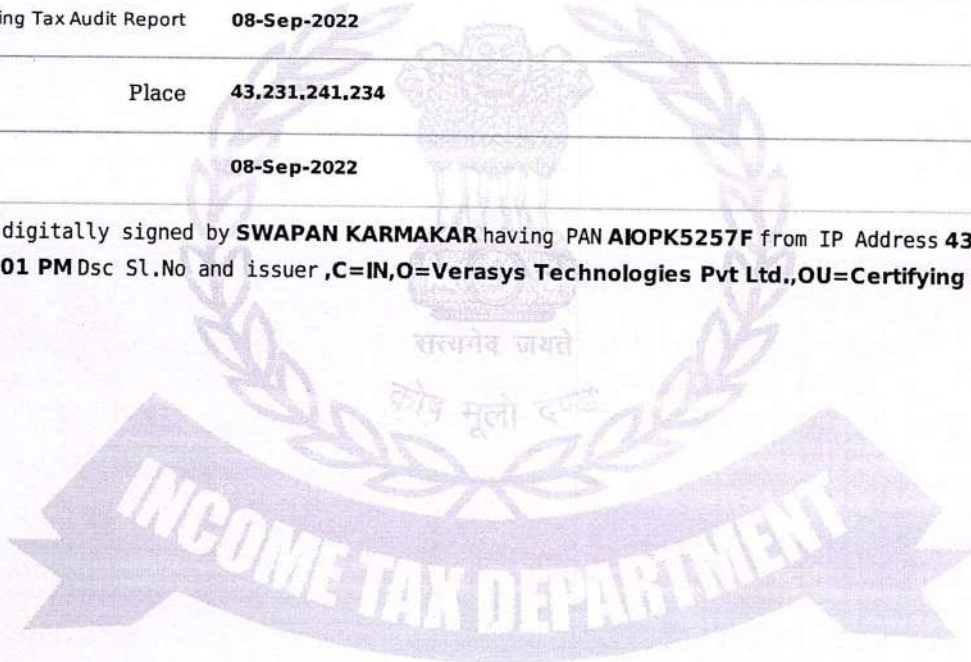 ing Tax Audit Report 08-Sep-2022
Place 43.231.241.234
08-Sep-2022
digitally signed by SWAPAN KARMAKAR having PAN AIOPK5257F from IP Address 43
01 PM Dsc Sl.No and issuer ,C=IN,O=Verasys Technologies Pvt Ltd.,OU=Certifying
सत्यमेव जयते
कोष मूलो दण्डः
INCOME TAX DEPARTMENT